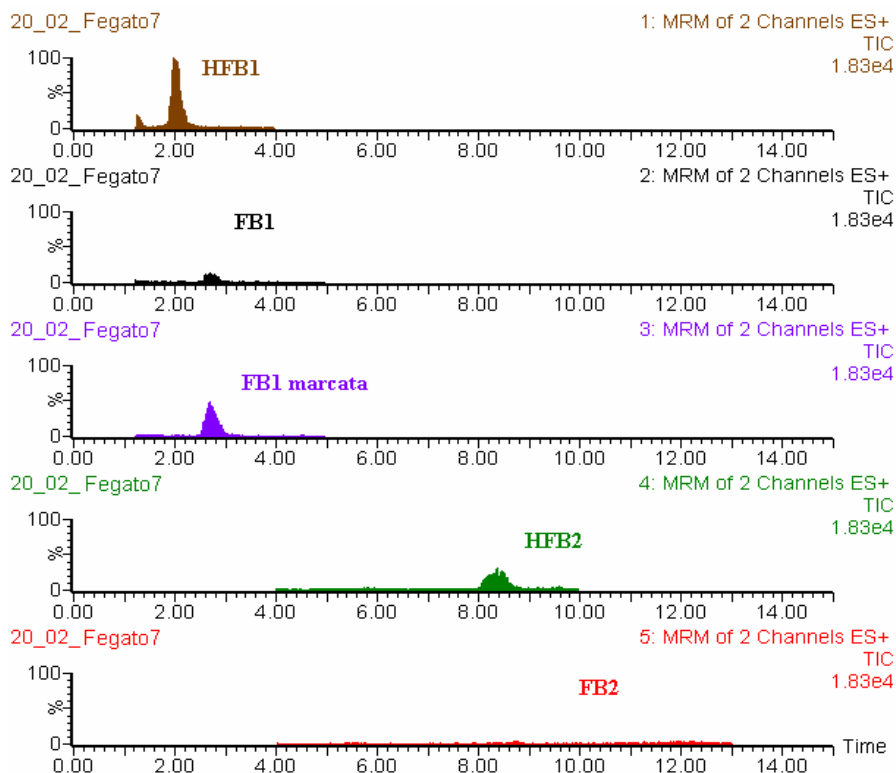 20_02_Fegato7 1: MRM of 2 Channels ES+
TIC
1.83e4
100
HFB1
%
0
0.00 2.00 4.00 6.00 8.00 10.00 12.00 14.00
20_02_Fegato7 2: MRM of 2 Channels ES+
TIC
1.83e4
100
FB1
%
0
0.00 2.00 4.00 6.00 8.00 10.00 12.00 14.00
20_02_Fegato7 3: MRM of 2 Channels ES+
TIC
1.83e4
100
FB1 marcata
%
0
0.00 2.00 4.00 6.00 8.00 10.00 12.00 14.00
20_02_Fegato7 4: MRM of 2 Channels ES+
TIC
1.83e4
100
HFB2
%
0
0.00 2.00 4.00 6.00 8.00 10.00 12.00 14.00
20_02_Fegato7 5: MRM of 2 Channels ES+
TIC
1.83e4
100
FB2
%
0 Time
0.00 2.00 4.00 6.00 8.00 10.00 12.00 14.00